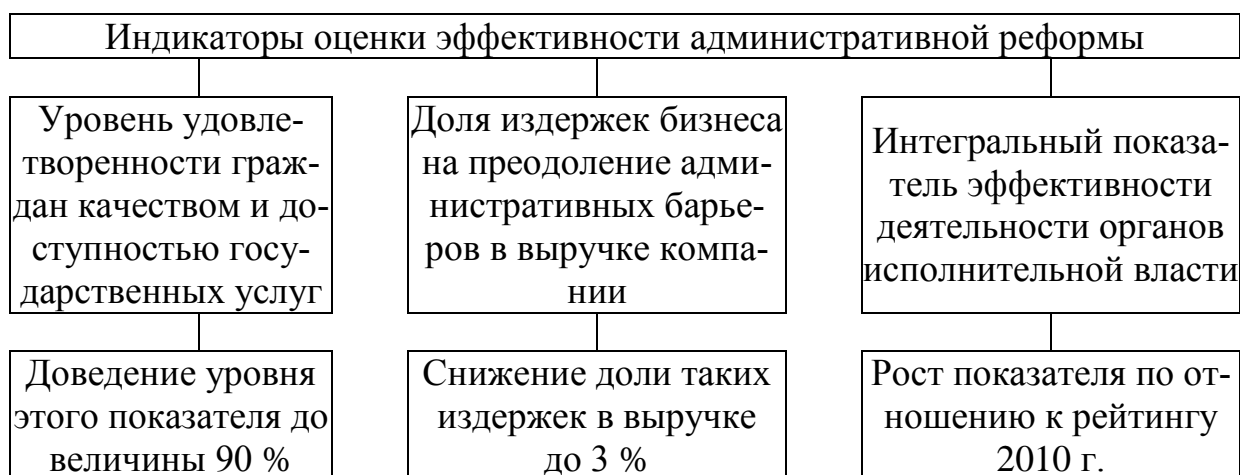 Индикаторы оценки эффективности административной реформы
Уровень удовле-
творенности граж-
дан качеством и до-
ступностью госу-
дарственных услуг
Доля издержек бизнеса
на преодоление адми-
нистративных барье-
ров в выручке компа-
нии
Интегральный показа-
тель эффективности
деятельности органов
исполнительной власти
Доведение уровня
этого показателя до
величины 90 %
Снижение доли таких
издержек в выручке
до 3 %
Рост показателя по от-
ношению к рейтингу
2010 г.